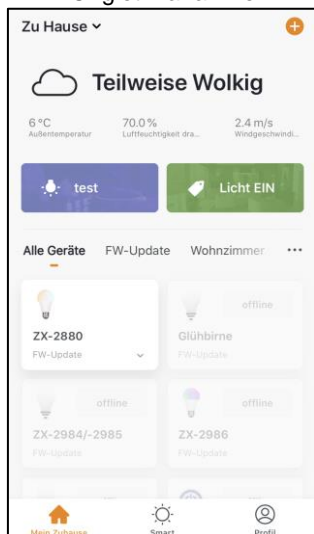 Zu Hause
Teilweise Wolkig
6 °C 70.0 % 2.4 m/s
Außentemperatur Luftfeuchtigkeit dra... Windgeschwindi...
test Licht EIN
Alle Geräte FW-Update Wohnzimmer ...
offline
ZX-2880 Glühbirne
FW-Update FW-Update
offline offline
ZX-2984/-2985 ZX-2986
FW-Update FW-Update
Mein Zuhause Smart Profil